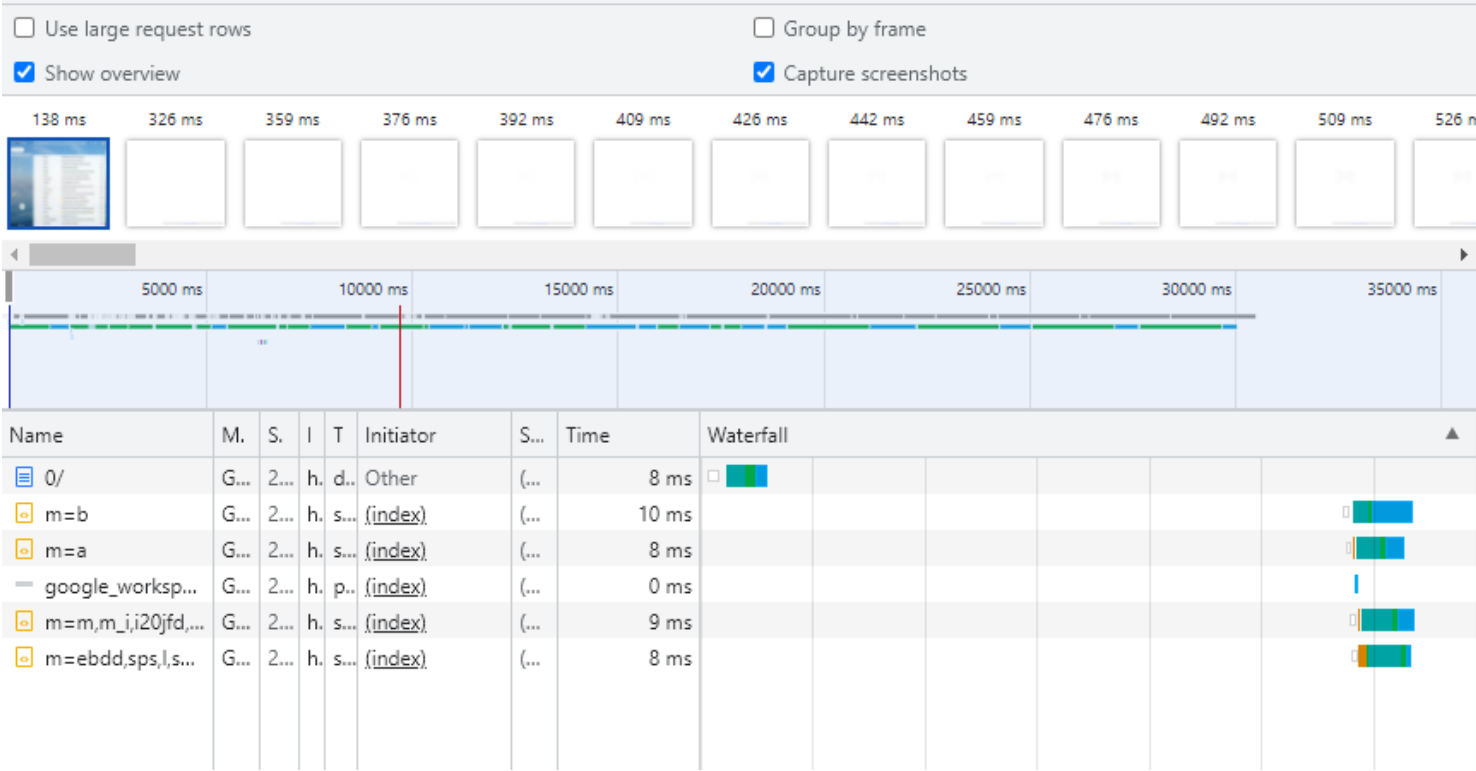 Use large request rows
Group by frame
Show overview
Capture screenshots
138 ms 326 ms 359 ms 376 ms 392 ms 409 ms 426 ms 442 ms 459 ms 476 ms 492 ms 509 ms 526 m
5000 ms 10000 ms 15000 ms 20000 ms 25000 ms 30000 ms 35000 ms
Name M. S. I T Initiator S... Time Waterfall
0/ G... 2... h. d.. Other (... 8 ms
m=b G... 2... h. s... (index) (... 10 ms
m=a G... 2... h. s... (index) (... 8 ms
google_worksp... G... 2... h. p.. (index) (... 0 ms
m=m,m_i,i20jfd,... G... 2... h. s... (index) (... 9 ms
m=ebdd,sps,l,s... G... 2... h. s... (index) (... 8 ms